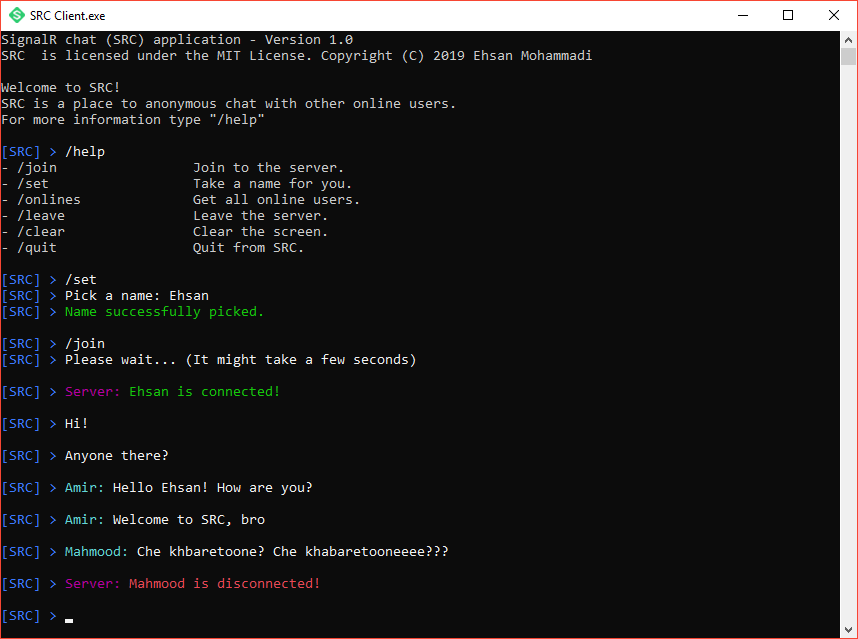 SRC Client.exe
SignalR chat (SRC) application - Version 1.0
SRC  is licensed under the MIT License. Copyright (C) 2019 Ehsan Mohammadi
Welcome to SRC!
SRC is a place to anonymous chat with other online users.
For more information type "/help"
[SRC] > /help
- /join                 Join to the server.
- /set                  Take a name for you.
- /onlines              Get all online users.
- /leave                Leave the server.
- /clear                Clear the screen.
- /quit                 Quit from SRC.
[SRC] > /set
[SRC] > Pick a name: Ehsan
[SRC] > Name successfully picked.
[SRC] > /join
[SRC] > Please wait... (It might take a few seconds)
[SRC] > Server: Ehsan is connected!
[SRC] > Hi!
[SRC] > Anyone there?
[SRC] > Amir: Hello Ehsan! How are you?
[SRC] > Amir: Welcome to SRC, bro
[SRC] > Mahmood: Che khbaretoone? Che khabaretooneeee???
[SRC] > Server: Mahmood is disconnected!
[SRC] >